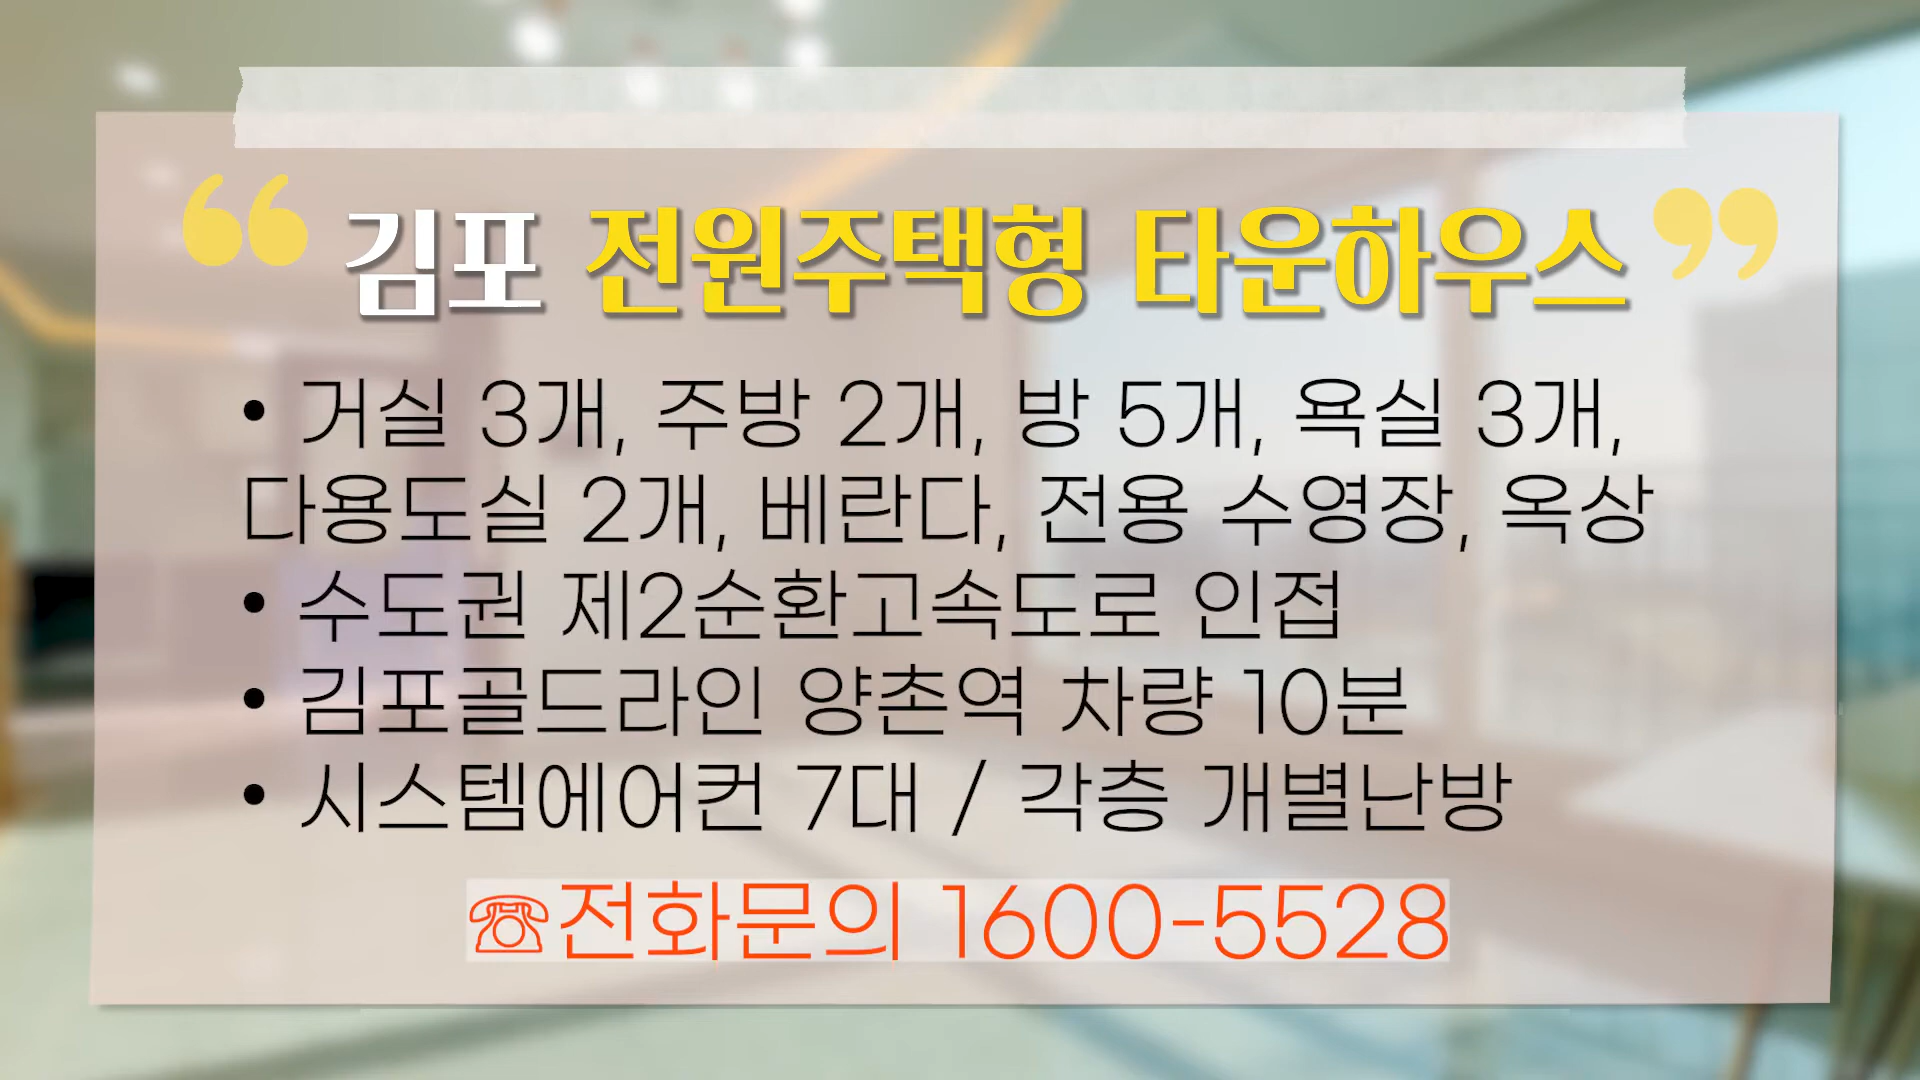 “ 김포 전원주택형 타운하우스 ”
• 거실 3개, 주방 2개, 방 5개, 욕실 3개,
다용도실 2개, 베란다, 전용 수영장, 옥상
• 수도권 제2순환고속도로 인접
• 김포골드라인 양촌역 차량 10분
• 시스템에어컨 7대 / 각층 개별난방
☏전화문의 1600-5528